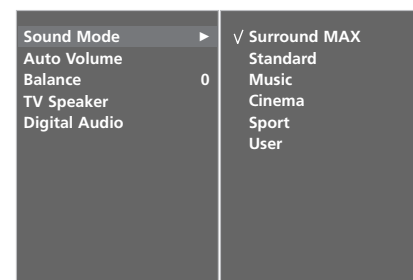 Sound Mode ►
Auto Volume
Balance 0
TV Speaker
Digital Audio
√ Surround MAX
Standard
Music
Cinema
Sport
User